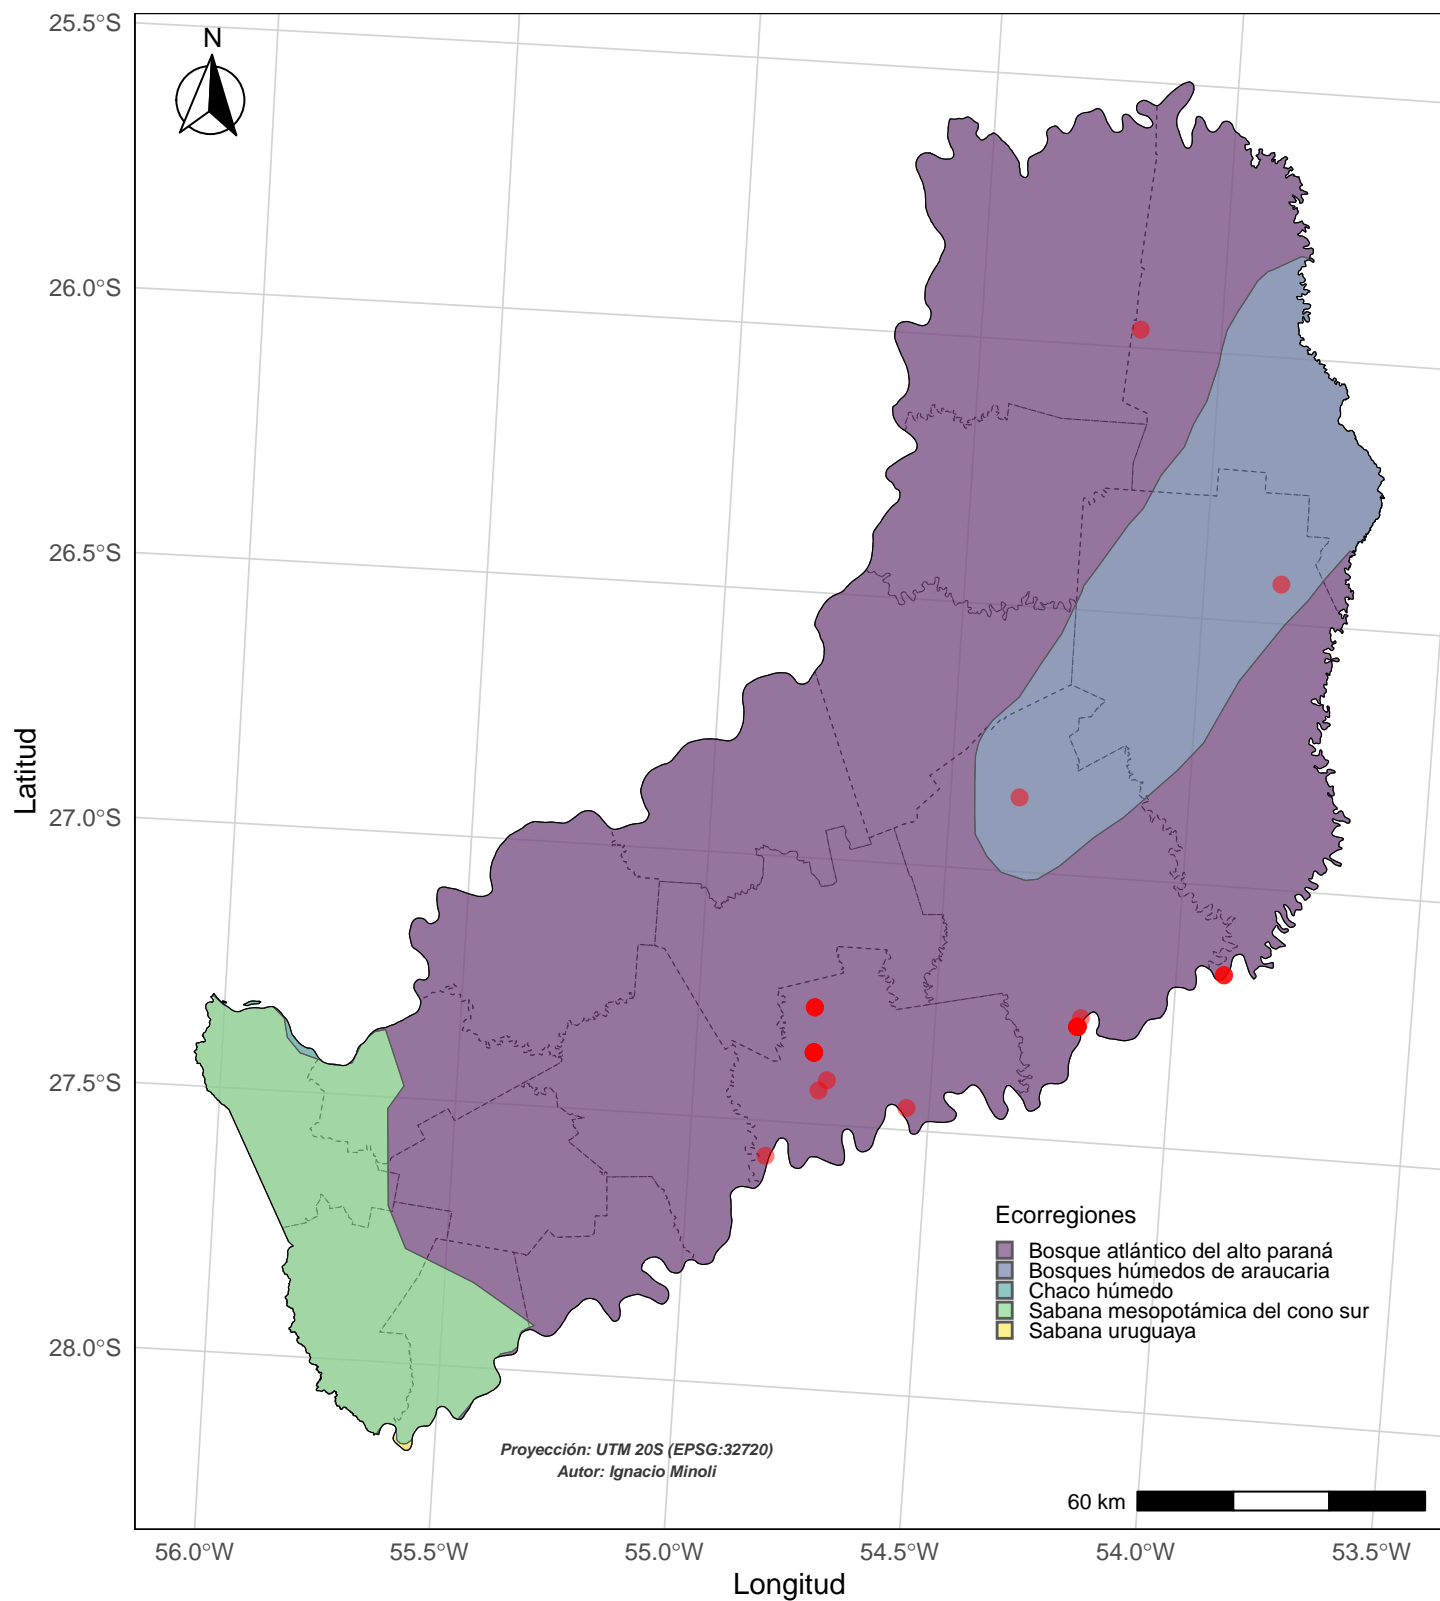 N
25.5°S
26.0°S
26.5°S
27.0°S
27.5°S
28.0°S
Latitud
Ecorregiones
Bosque atlántico del alto paraná
Bosques húmedos de araucaria
Chaco húmedo
Sabana mesopotámica del cono sur
Sabana uruguaya
Proyección: UTM 20S (EPSG:32720)
Autor: Ignacio Minoli
60 km
56.0°W 55.5°W 55.0°W 54.5°W 54.0°W 53.5°W
Longitud